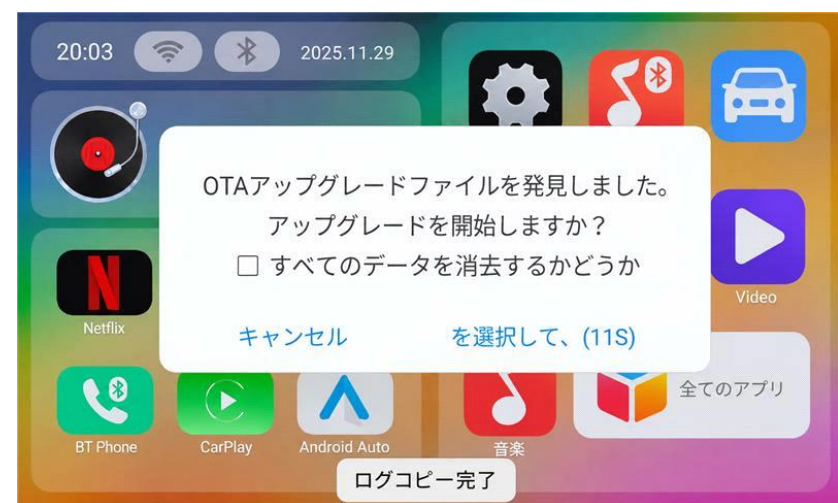 20:03
2025.11.29
OTAアップグレードファイルを発見しました。
アップグレードを開始しますか？
すべてのデータを消去するかどうか
キャンセル
を選択して、(11S)
N
Netflix
Video
BT Phone
CarPlay
Android Auto
音楽
全てのアプリ
ログコピー完了